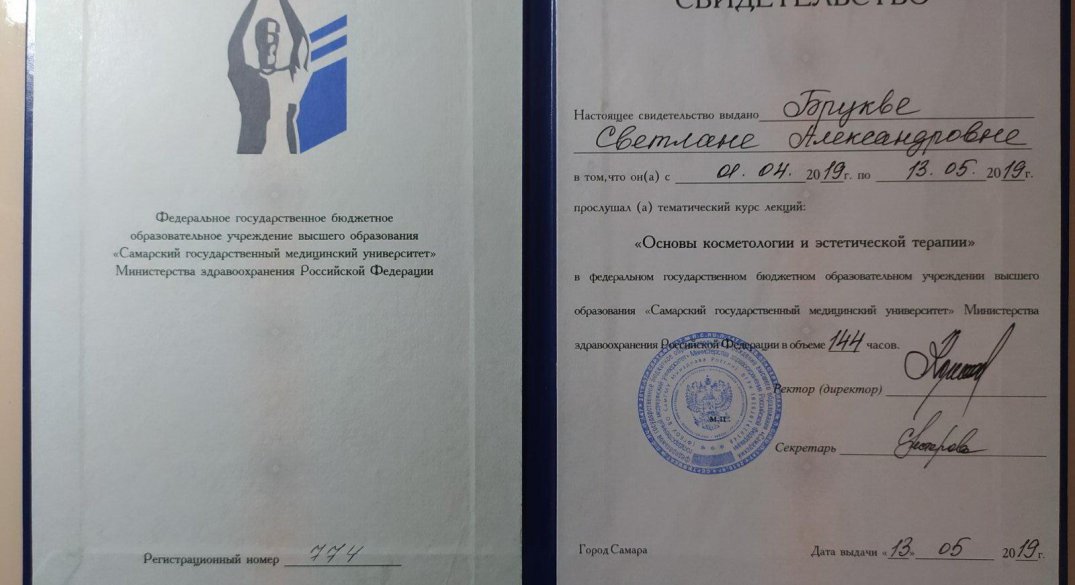 Федеральное государственное бюджетное
образовательное учреждение высшего образования
«Самарский государственный медицинский университет»
Министерства здравоохранения Российской Федерации
Регистрационный номер 774
СВИДЕТЕЛЬСТВО
Настоящее свидетельство выдано Брукве
Светлане Александровне
в том,что он(а) с 01. 04. 2019г. по 13. 05. 2019г.
прослушал (а) тематический курс лекций:
«Основы косметологии и эстетической терапии»
в федеральном государственном бюджетном образовательном учреждении высшего
образования «Самарский государственный медицинский университет» Министерства
здравоохранения Российской Федерации в объеме 144 часов.
Ректор (директор)
М.П.
Секретарь
Город Самара
Дата выдачи «13» 05 2019г.